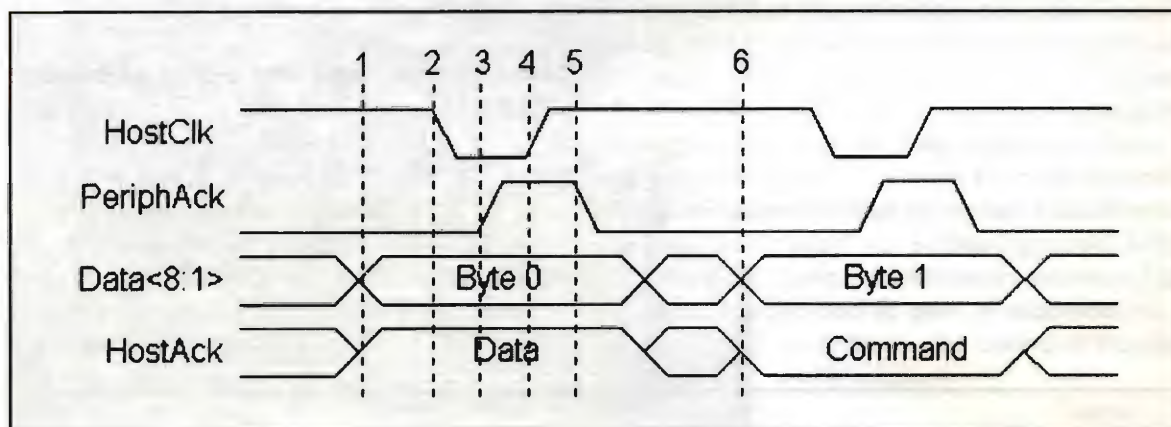 1 2 3 4 5 6
HostClk
PeriphAck
Data<8:1> Byte 0 Byte 1
HostAck Data Command